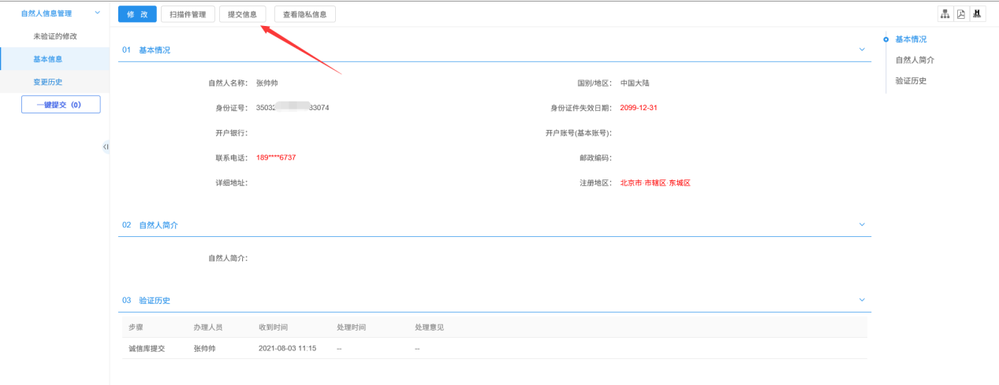 自然人信息管理
未验证的修改
基本信息
变更历史
一键提交（0）
修 改 扫描件管理 提交信息 查看隐私信息
01 基本情况
自然人名称： 张帅帅 国别/地区： 中国大陆
身份证号： 3503 83074 身份证件失效日期： 2099-12-31
开户银行： 开户账号(基本账号)：
联系电话： 189****6737 邮政编码：
详细地址： 注册地区： 北京市·市辖区·东城区
02 自然人简介
自然人简介：
03 验证历史
步骤 办理人员 收到时间 处理时间 处理意见
诚信库提交 张帅帅 2021-08-03 11:15 -- --
基本情况
自然人简介
验证历史